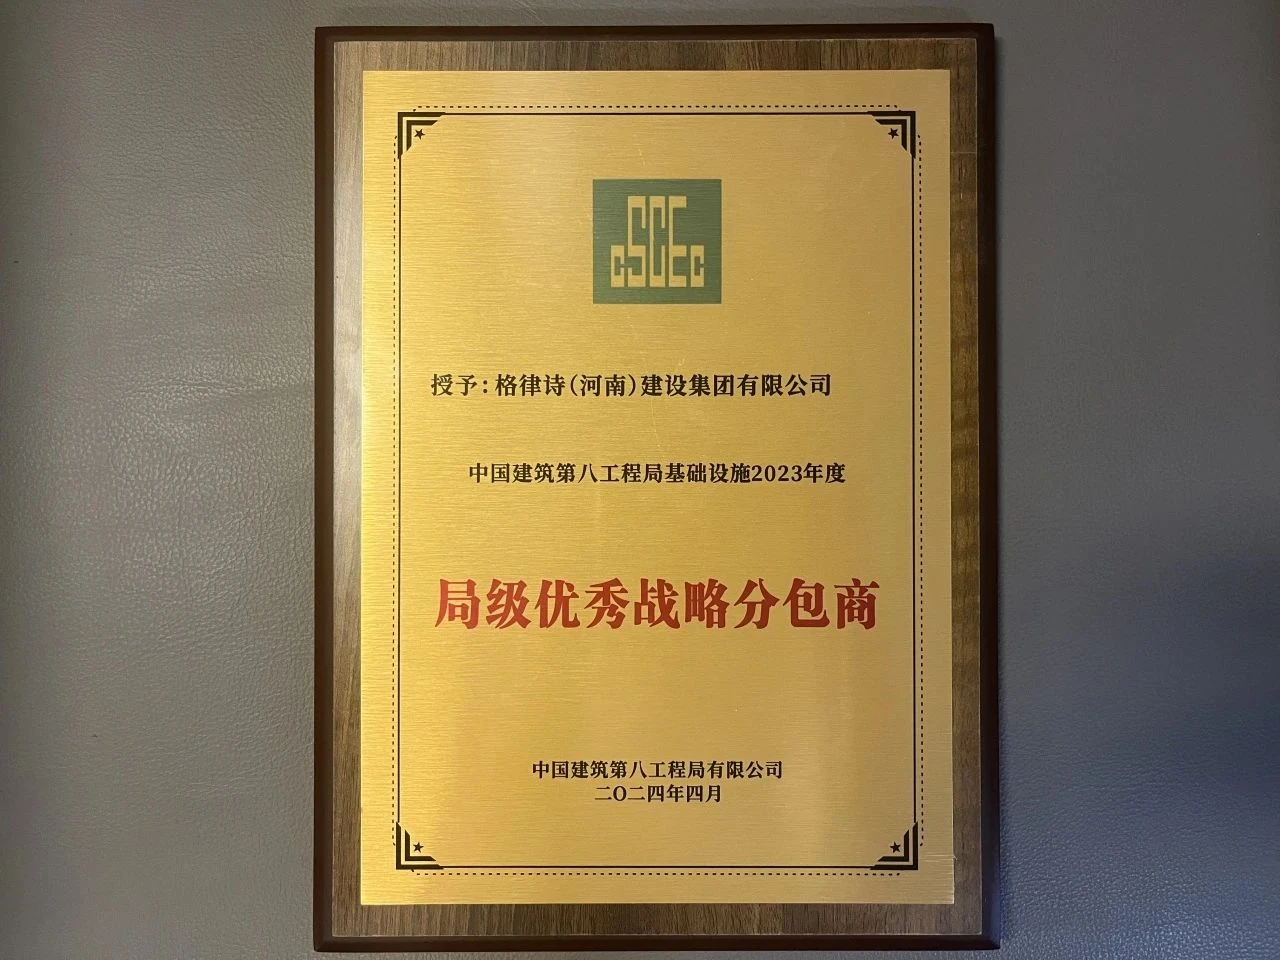 CSCEC
授予：格律诗（河南）建设集团有限公司
中国建筑第八工程局基础设施2023年度
局级优秀战略分包商
中国建筑第八工程局有限公司
二〇二四年四月